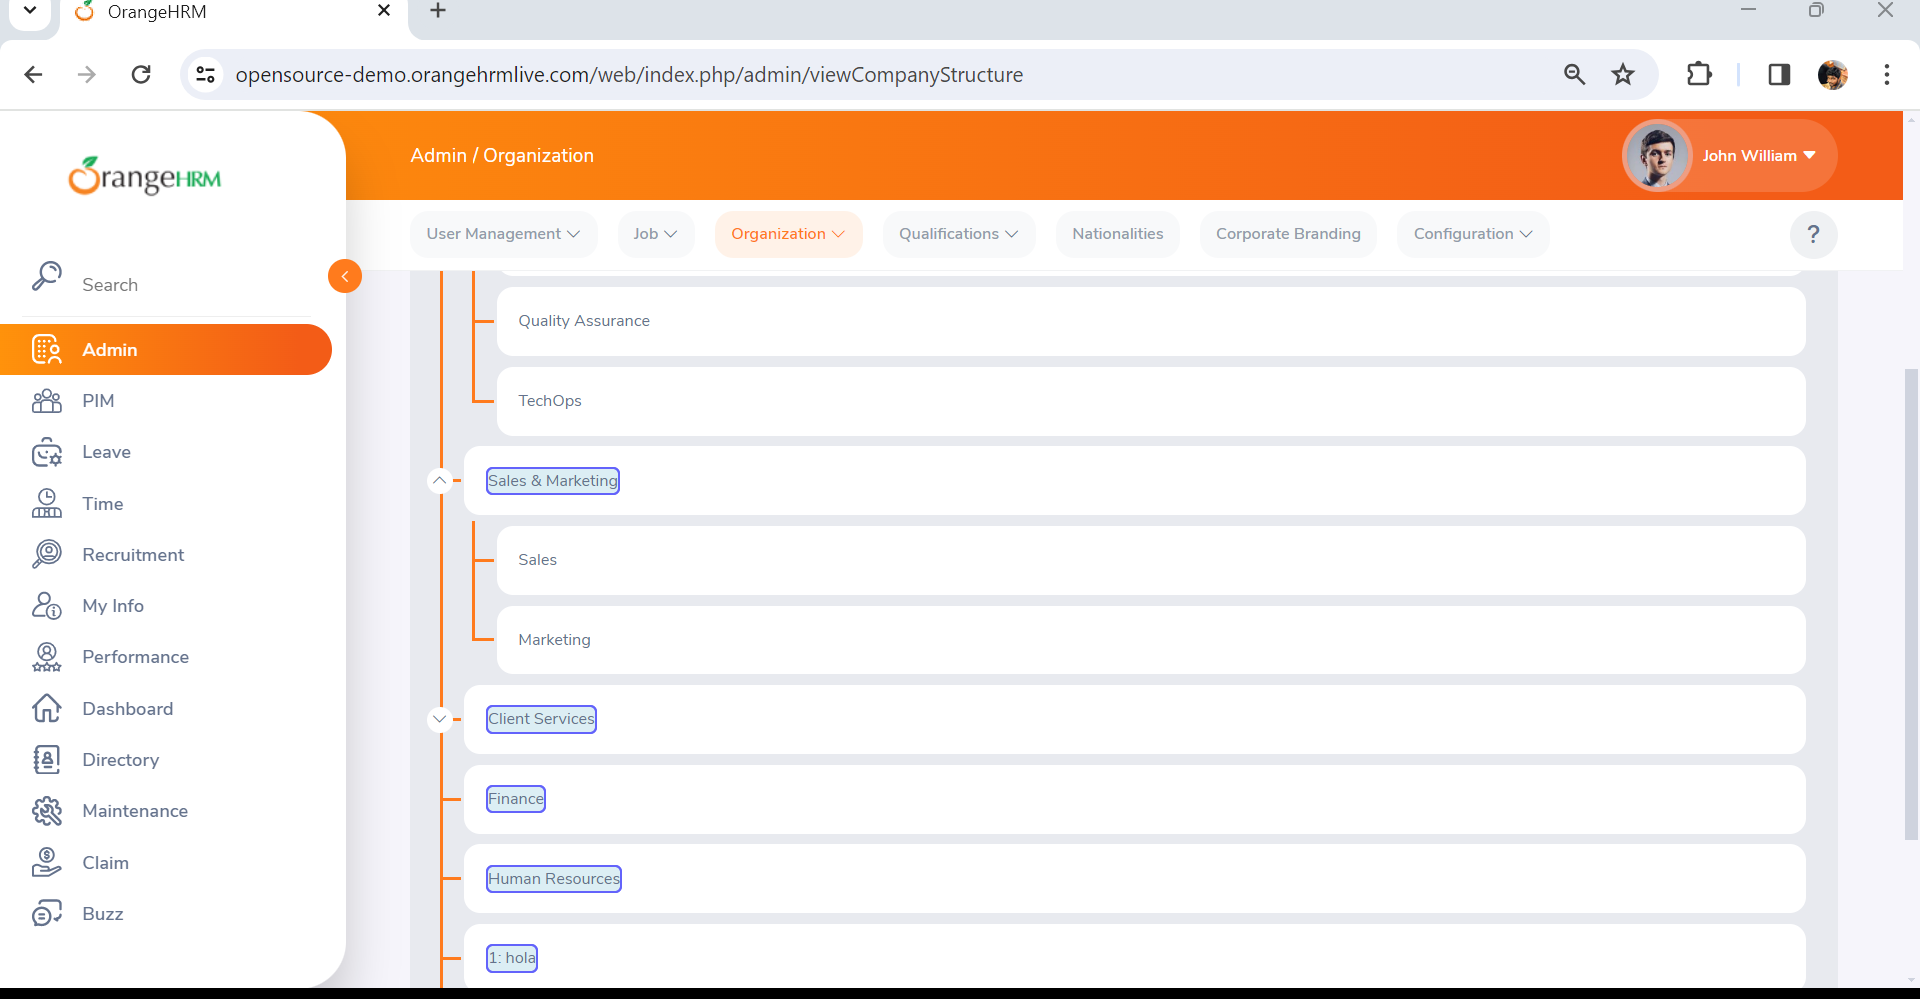 OrangeHRM
opensource-demo.orangehrmlive.com/web/index.php/admin/viewCompanyStructure
OrangeHRM
Admin / Organization
John William
User Management
Job
Organization
Qualifications
Nationalities
Corporate Branding
Configuration
?
Search
Admin
PIM
Leave
Time
Recruitment
My Info
Performance
Dashboard
Directory
Maintenance
Claim
Buzz
Quality Assurance
TechOps
Sales & Marketing
Sales
Marketing
Client Services
Finance
Human Resources
1: hola